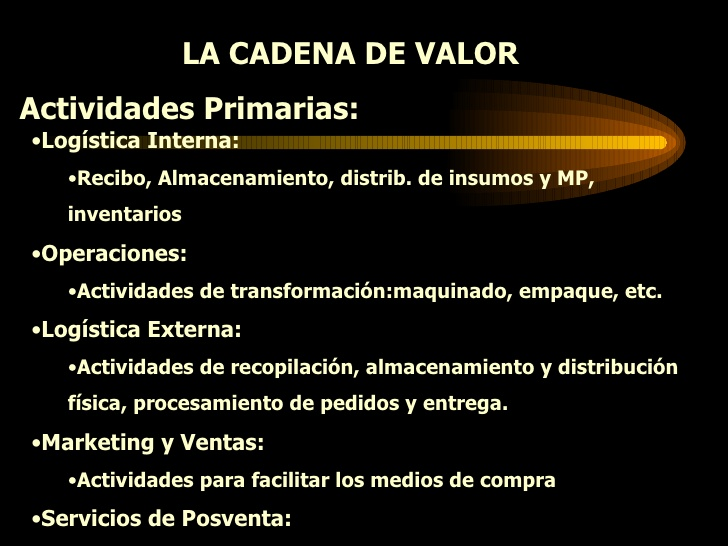 LA CADENA DE VALOR
Actividades Primarias:
•Logística Interna:
•Recibo, Almacenamiento, distrib. de insumos y MP,
inventarios
•Operaciones:
•Actividades de transformación:maquinado, empaque, etc.
•Logística Externa:
•Actividades de recopilación, almacenamiento y distribución
física, procesamiento de pedidos y entrega.
•Marketing y Ventas:
•Actividades para facilitar los medios de compra
•Servicios de Posventa: